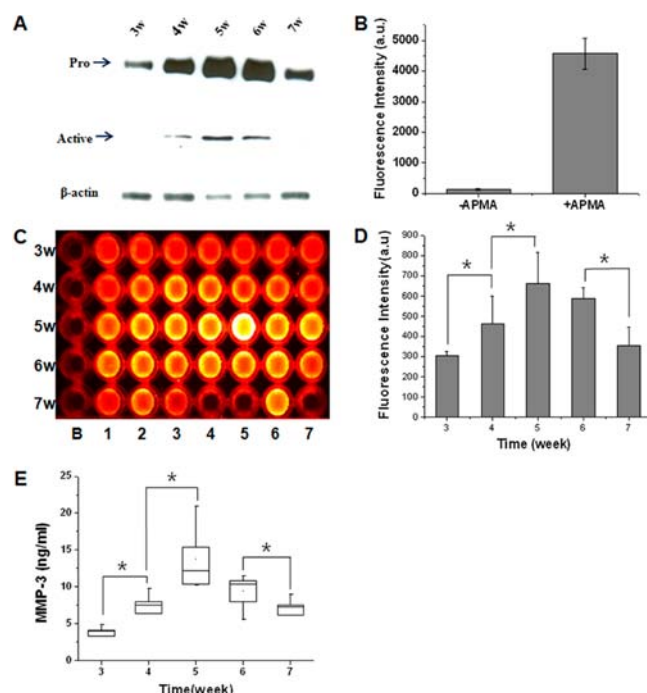 A
3w 4w 5w 6w 7w
Pro
Active
β-actin
B
Fluorescence Intensity (a.u.)
5000
4000
3000
2000
1000
0
-APMA +APMA
C
3w
4w
5w
6w
7w
B 1 2 3 4 5 6 7
D
Fluorescence Intensity (a.u)
900
800
700
600
500
400
300
200
100
0
* * *
3 4 5 6 7
Time (week)
E
MMP-3 (ng/ml)
25
20
15
10
5
0
* * *
3 4 5 6 7
Time(week)